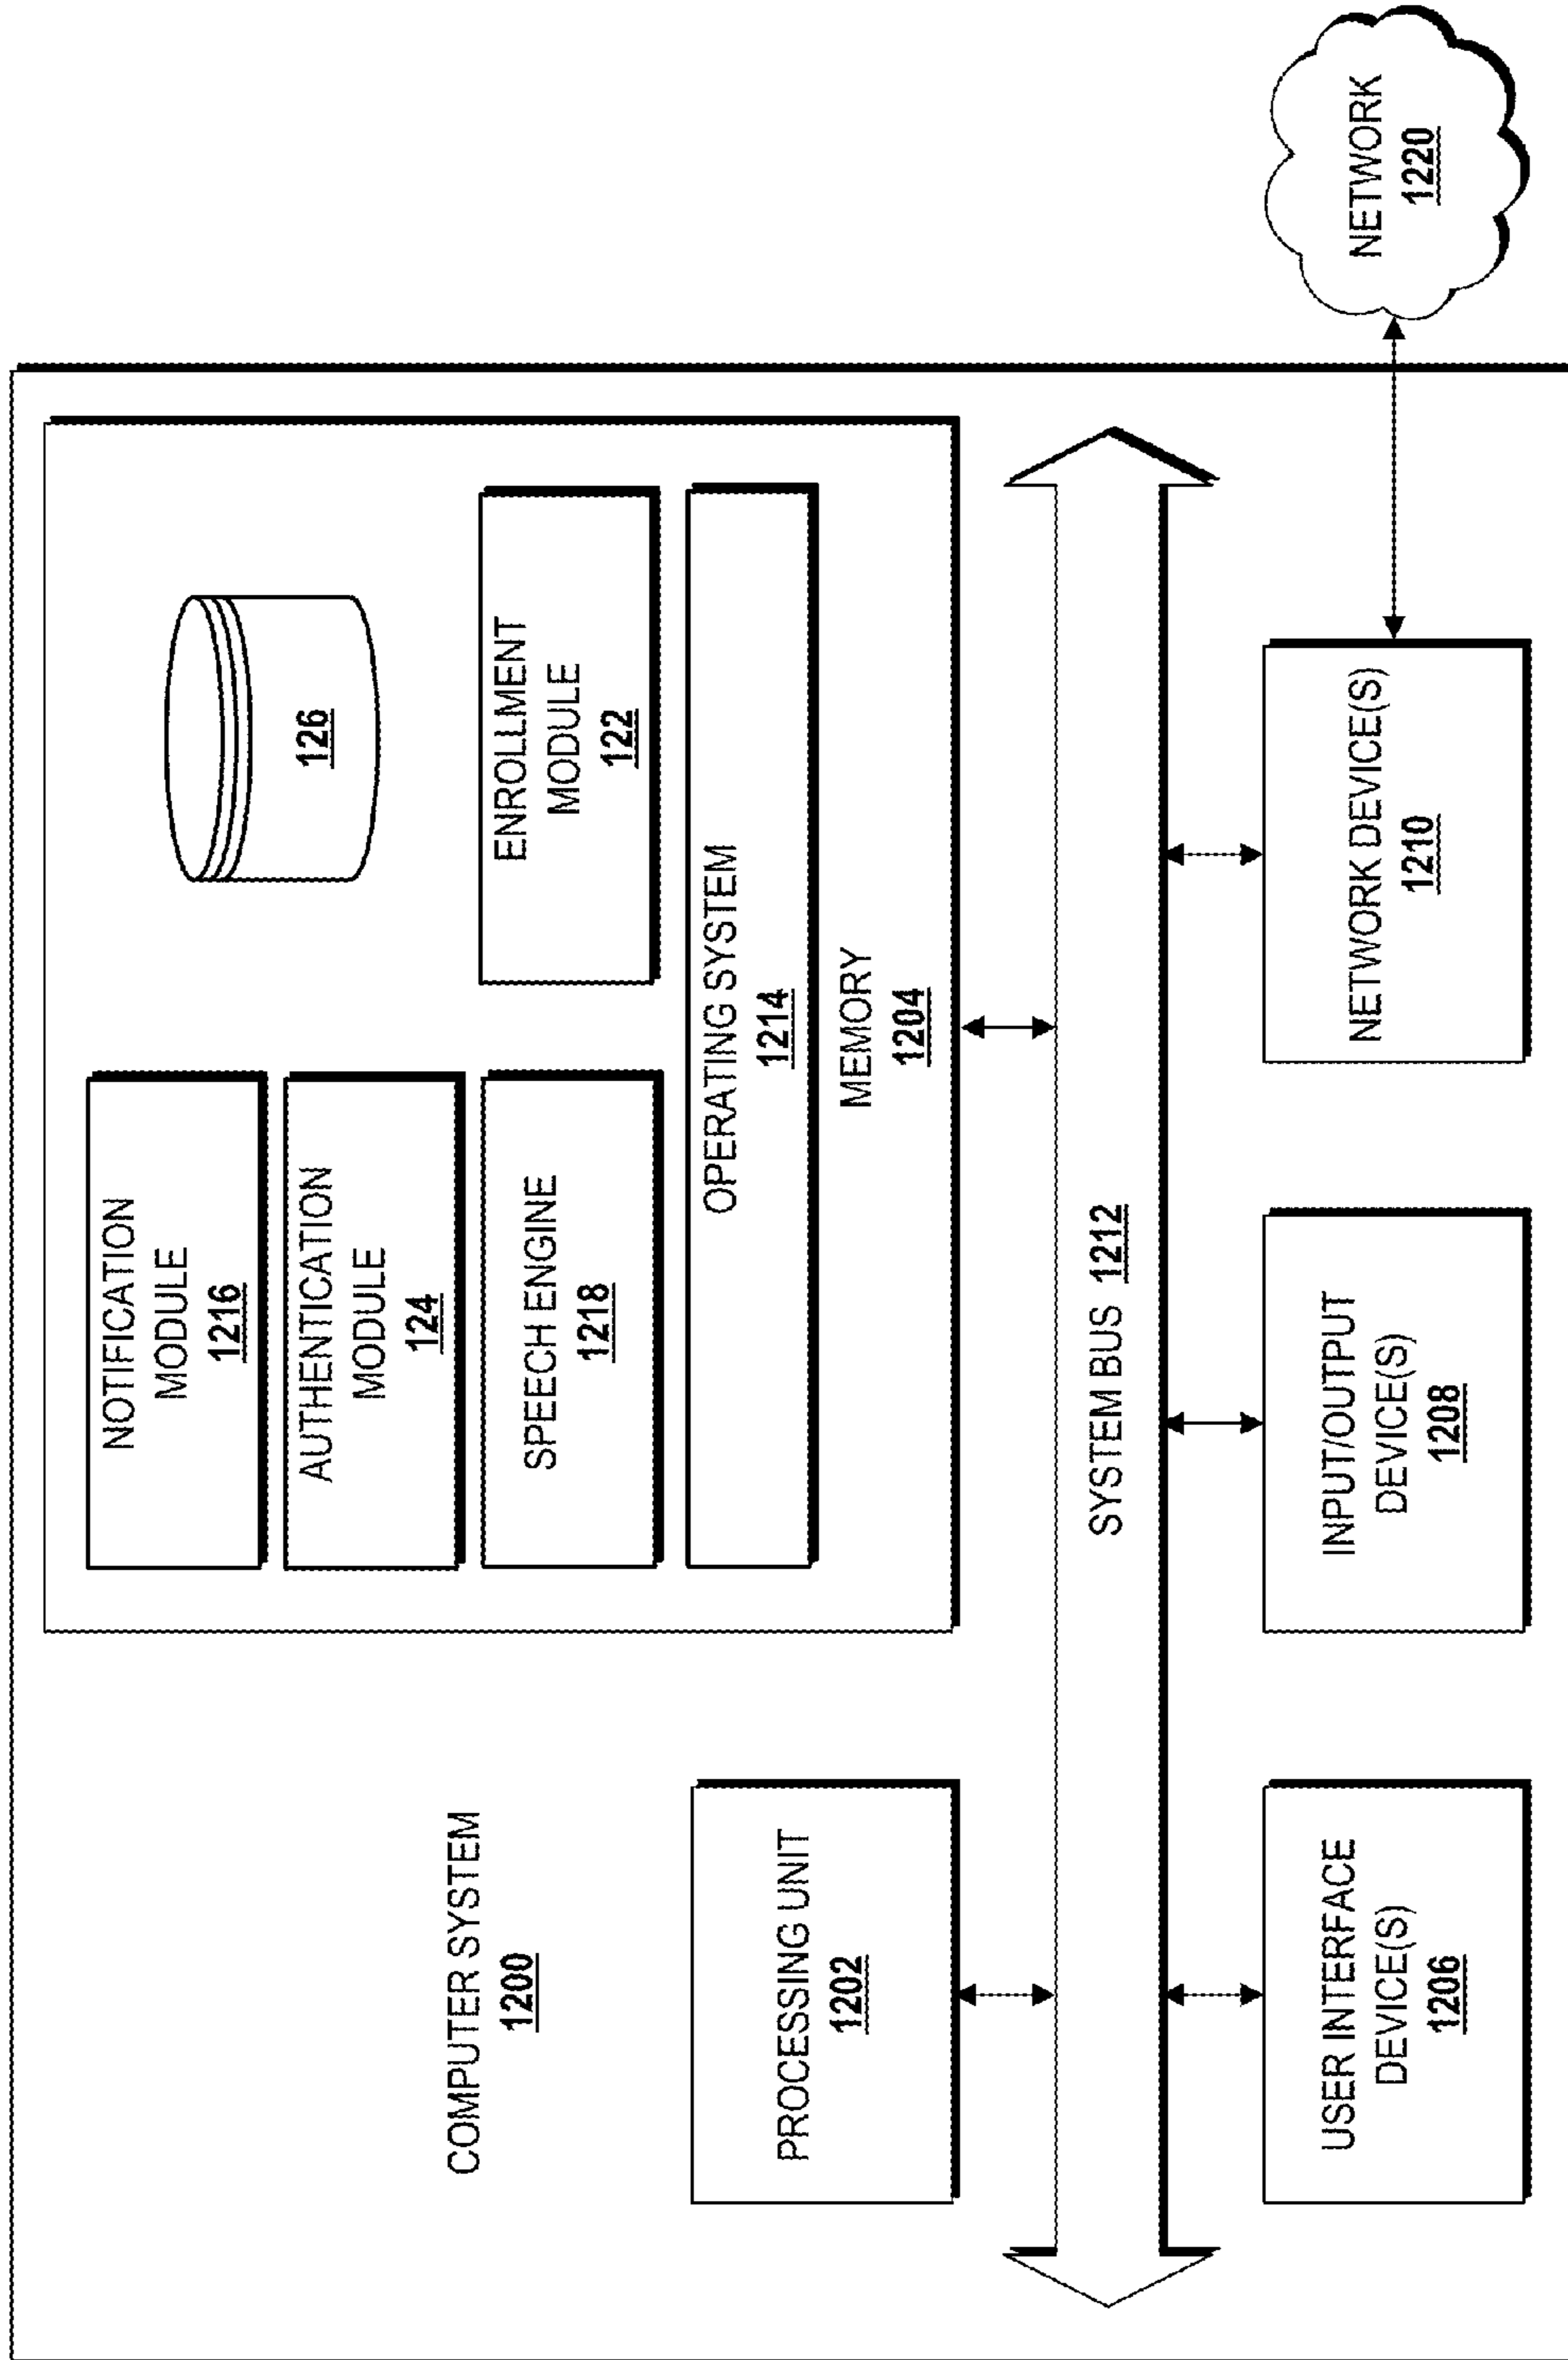 COMPUTER SYSTEM
1200
NOTIFICATION
MODULE
1216
AUTHENTICATION
MODULE
124
SPEECH ENGINE
1218
126
ENROLLMENT
MODULE
122
OPERATING SYSTEM
1214
MEMORY
1204
PROCESSING UNIT
1202
SYSTEM BUS 1212
USER INTERFACE
DEVICE(S)
1206
INPUT/OUTPUT
DEVICE(S)
1208
NETWORK DEVICE(S)
1210
NETWORK
1220